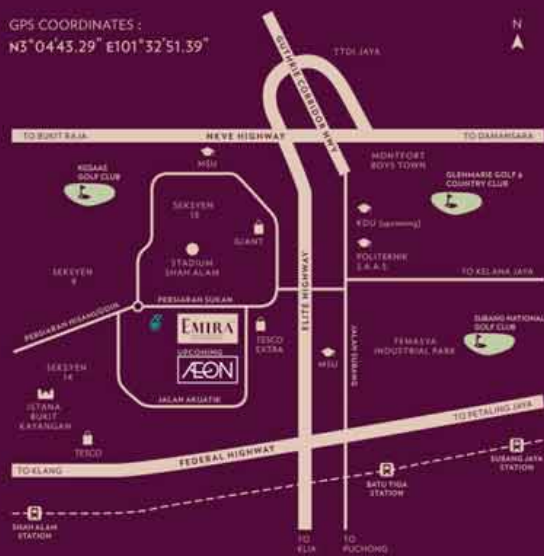 GPS COORDINATES :
N3°04'43.29" E101°32'51.39"
N
TTDI JAYA
GUTHRIE CORRIDOR HWY
TO BUKIT RAJA
NKVE HIGHWAY
TO DAMANSARA
MSU
MONTFORT
BOYS TOWN
KGSAAS
GOLF CLUB
GLENMARIE GOLF &
COUNTRY CLUB
SEKSYEN
13
GIANT
KDU (upcoming)
STADIUM
SHAH ALAM
POLITEKNIK
S.A.A.S.
SEKSYEN
9
TO KELANA JAYA
PERSIARAN SUKAN
PERSIARAN HISAMUDDIN
ELITE HIGHWAY
JALAN SUBANG
EMIRA
TESCO
EXTRA
SUBANG NATIONAL
GOLF CLUB
UPCOMING
AEON
TEMASYA
INDUSTRIAL PARK
MSU
SEKSYEN
14
JALAN AKUATIK
ISTANA
BUKIT
KAYANGAN
TESCO
TO PETALING JAYA
FEDERAL HIGHWAY
TO KLANG
SUBANG JAYA
STATION
BATU TIGA
STATION
SHAH ALAM
STATION
TO
KLIA
TO
PUCHONG